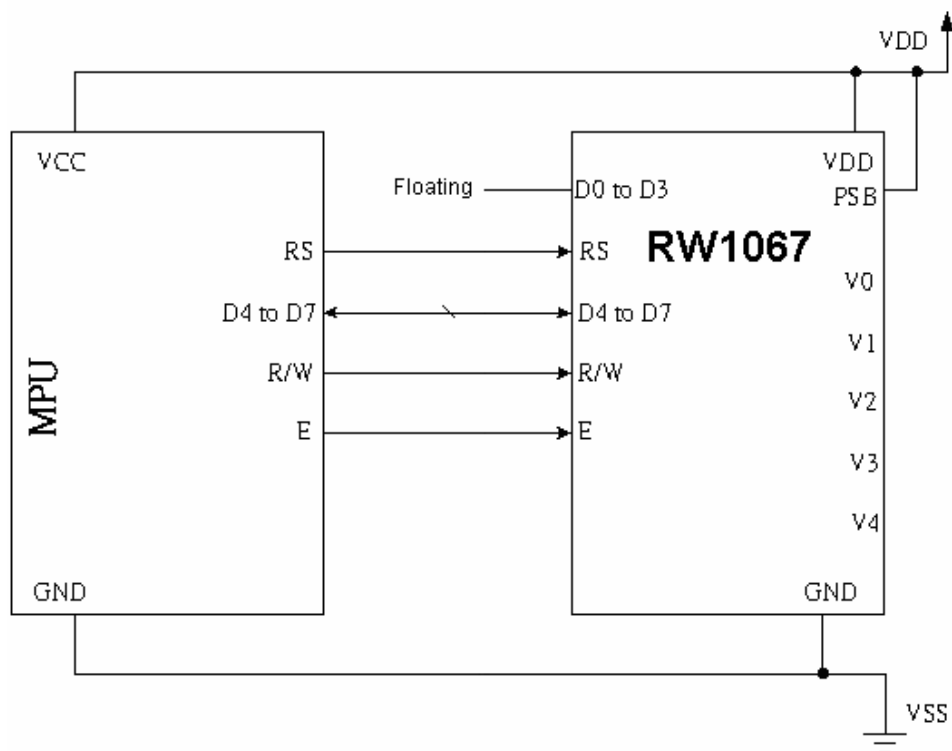 VDD
VCC
VDD
Floating
D0 to D3
PSB
RW1067
RS
RS
V0
D4 to D7
D4 to D7
V1
MPU
R/W
R/W
V2
E
E
V3
V4
GND
GND
VSS